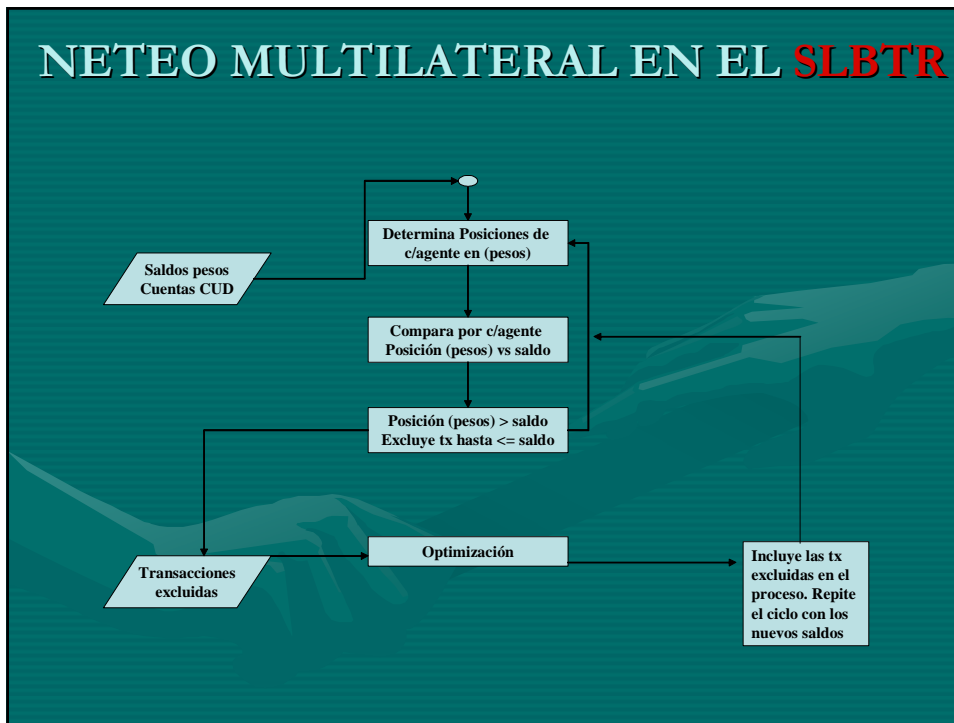 NETEO MULTILATERAL EN EL SLBTR
Determina Posiciones de
c/agente en (pesos)
Saldos pesos
Cuentas CUD
Compara por c/agente
Posición (pesos) vs saldo
Posición (pesos) > saldo
Excluye tx hasta <= saldo
Optimización
Transacciones
excluidas
Incluye las tx
excluidas en el
proceso. Repite
el ciclo con los
nuevos saldos